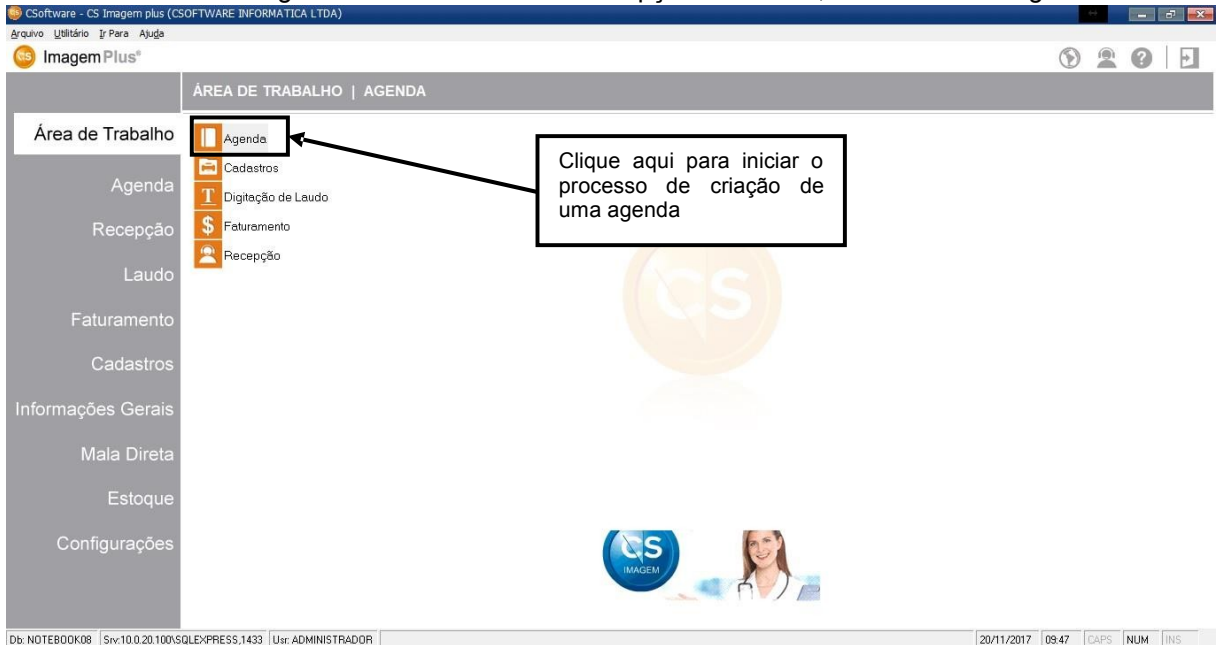 CSoftware - CS Imagem plus (CSOFTWARE INFORMATICA LTDA)
Arquivo Utilitário Ir Para Ajuda
CS ImagemPlus®
ÁREA DE TRABALHO | AGENDA
Área de Trabalho
Agenda
Recepção
Laudo
Faturamento
Cadastros
Informações Gerais
Mala Direta
Estoque
Configurações
Agenda
Cadastros
T Digitação de Laudo
$ Faturamento
Recepção
Clique aqui para iniciar o
processo de criação de
uma agenda
CS
CS
IMAGEM
Db: NOTEBOOK08 Srv:10.0.20.100\SQLEXPRESS,1433 Usr: ADMINISTRADOR 20/11/2017 09:47 CAPS NUM INS